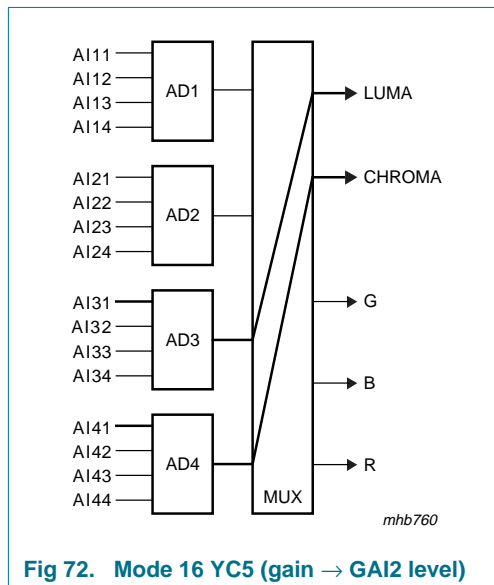 AI11
AI12
AI13
AI14
AD1
AI21
AI22
AI23
AI24
AD2
AI31
AI32
AI33
AI34
AD3
AI41
AI42
AI43
AI44
AD4
MUX
LUMA
CHROMA
G
B
R
mhb760
Fig 72. Mode 16 YC5 (gain → GAI2 level)